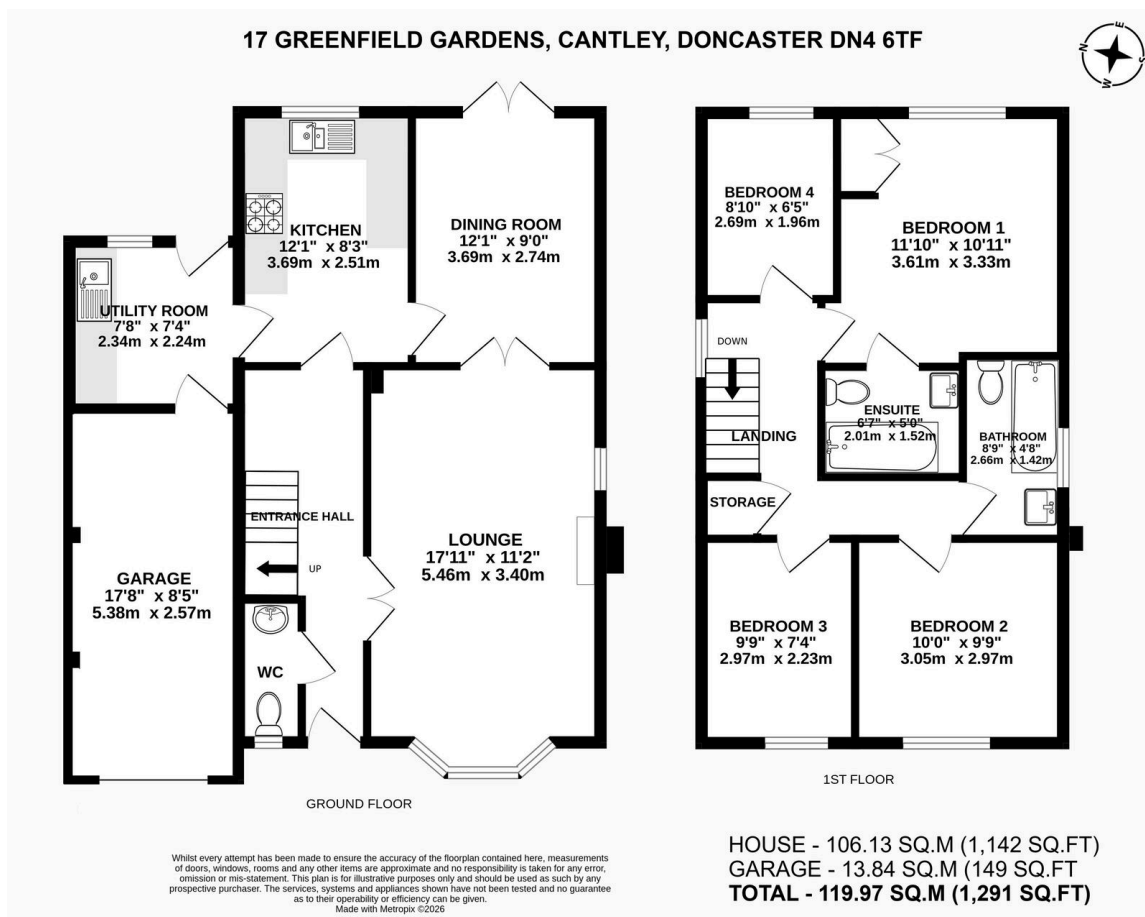 17 GREENFIELD GARDENS, CANTLEY, DONCASTER DN4 6TF
N
E
S
W
KITCHEN
12'1" x 8'3"
3.69m x 2.51m
DINING ROOM
12'1" x 9'0"
3.69m x 2.74m
UTILITY ROOM
7'8" x 7'4"
2.34m x 2.24m
ENTRANCE HALL
UP
LOUNGE
17'11" x 11'2"
5.46m x 3.40m
GARAGE
17'8" x 8'5"
5.38m x 2.57m
WC
GROUND FLOOR
BEDROOM 4
8'10" x 6'5"
2.69m x 1.96m
BEDROOM 1
11'10" x 10'11"
3.61m x 3.33m
DOWN
LANDING
ENSUITE
6'7" x 5'0"
2.01m x 1.52m
BATHROOM
8'9" x 4'8"
2.66m x 1.42m
STORAGE
BEDROOM 3
9'9" x 7'4"
2.97m x 2.23m
BEDROOM 2
10'0" x 9'9"
3.05m x 2.97m
1ST FLOOR
Whilst every attempt has been made to ensure the accuracy of the floorplan contained here, measurements
of doors, windows, rooms and any other items are approximate and no responsibility is taken for any error,
omission or mis-statement. This plan is for illustrative purposes only and should be used as such by any
prospective purchaser. The services, systems and appliances shown have not been tested and no guarantee
as to their operability or efficiency can be given.
Made with Metropix ©2026
HOUSE - 106.13 SQ.M (1,142 SQ.FT)
GARAGE - 13.84 SQ.M (149 SQ.FT
TOTAL - 119.97 SQ.M (1,291 SQ.FT)